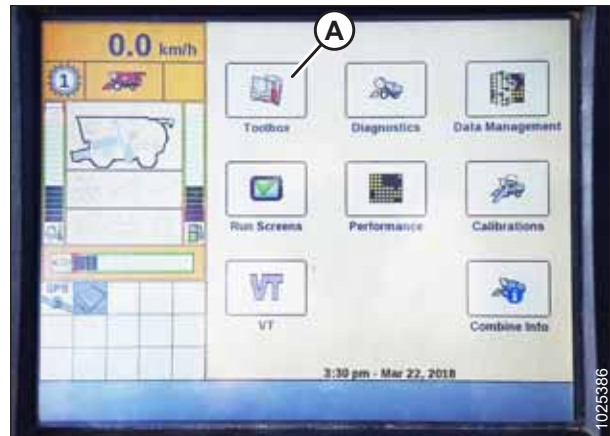 0.0 km/h
A
1
Toolbox
Diagnostics
Data Management
Run Screens
Performance
Calibrations
GPS
VT
VT
Combine Info
3:30 pm - Mar 22, 2018
1025386